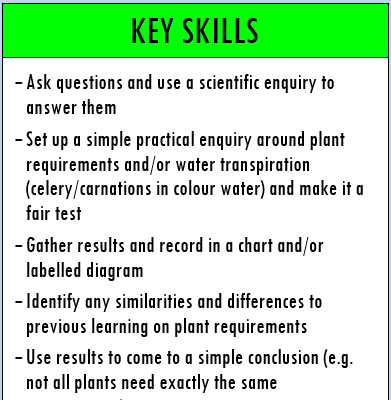 KEY SKILLS
– Ask questions and use a scientific enquiry to
answer them
– Set up a simple practical enquiry around plant
requirements and/or water transpiration
(celery/carnations in colour water) and make it a
fair test
– Gather results and record in a chart and/or
labelled diagram
– Identify any similarities and differences to
previous learning on plant requirements
– Use results to come to a simple conclusion (e.g.
not all plants need exactly the same